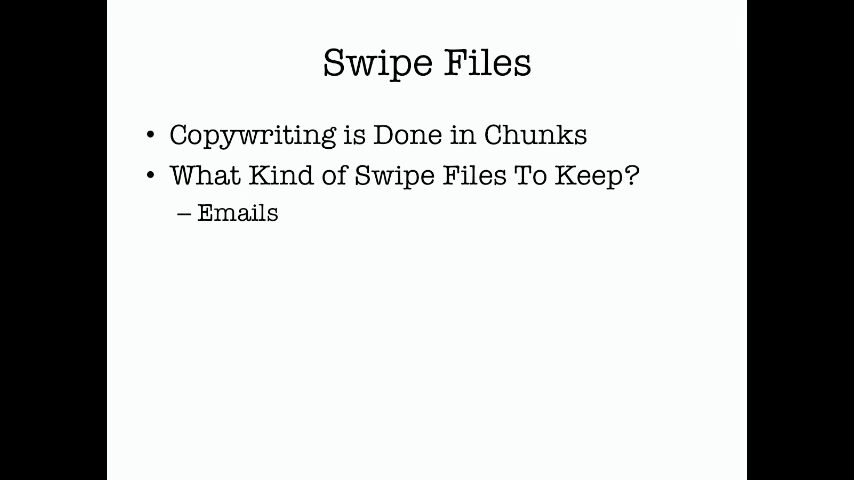 Swipe Files
• Copywriting is Done in Chunks
• What Kind of Swipe Files To Keep?
– Emails